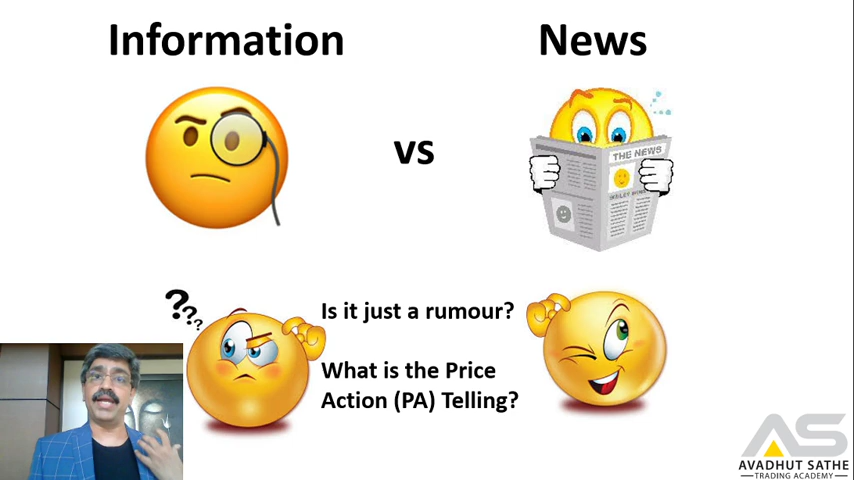 Information
News
vs
THE NEWS
???
Is it just a rumour?
What is the Price
Action (PA) Telling?
AS
AVADHUT SATHE
TRADING ACADEMY